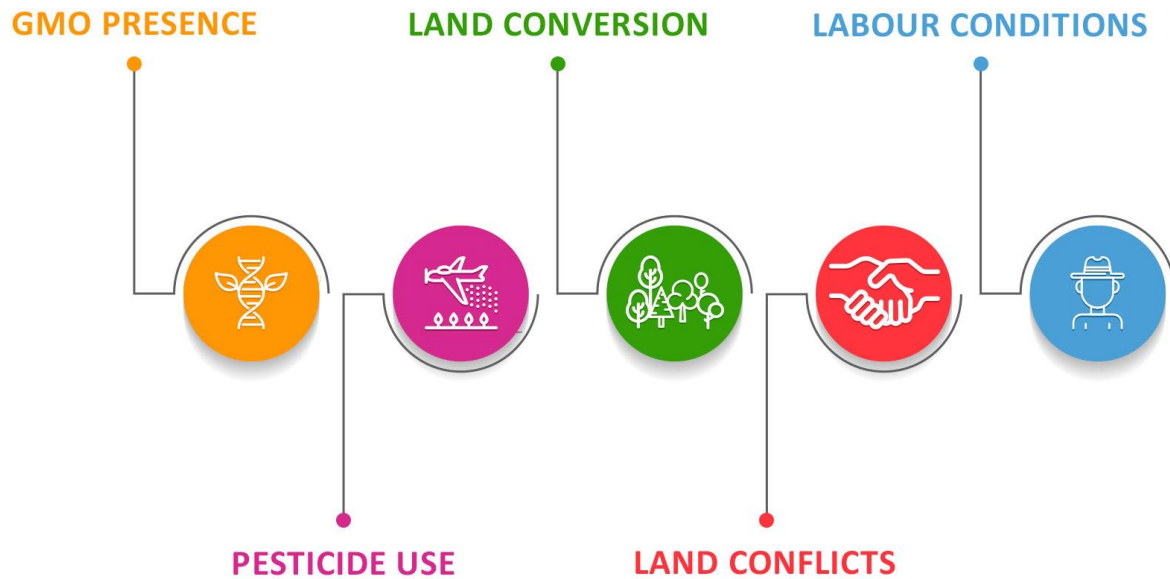 GMO PRESENCE
LAND CONVERSION
LABOUR CONDITIONS
PESTICIDE USE
LAND CONFLICTS